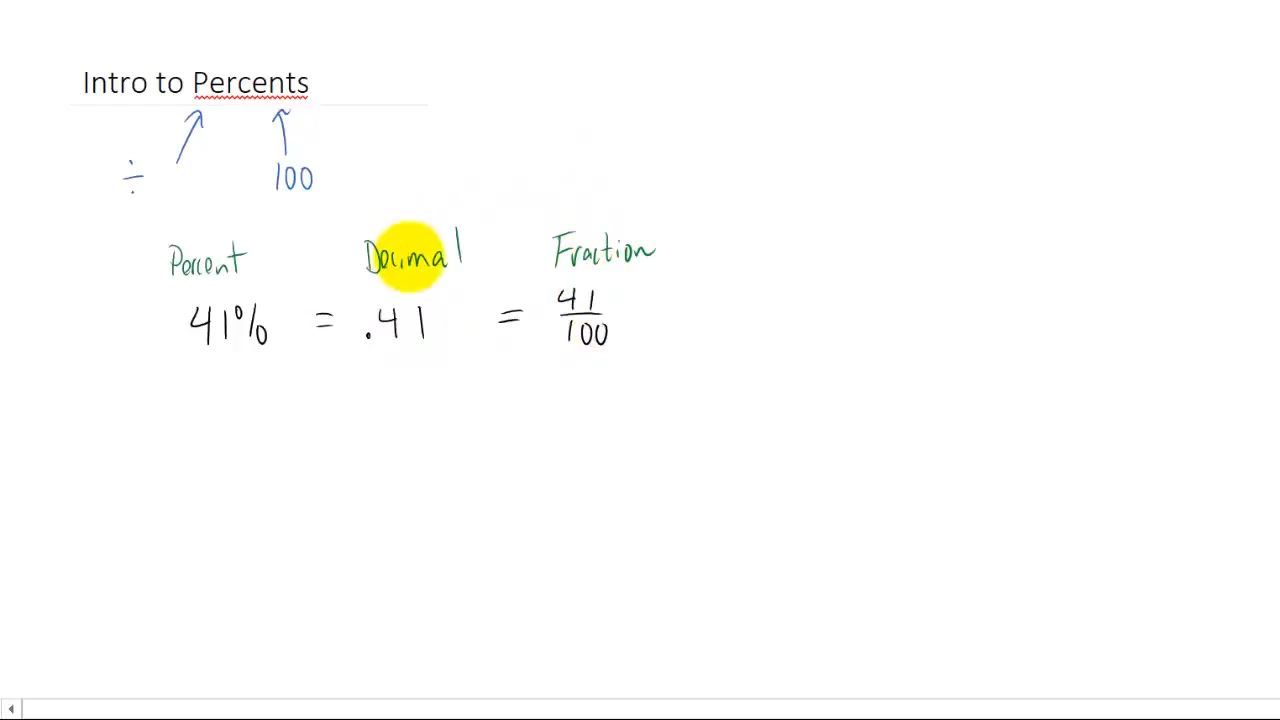 Intro to Percents
÷ 100
Percent Decimal Fraction
41% = .41 = 41/100